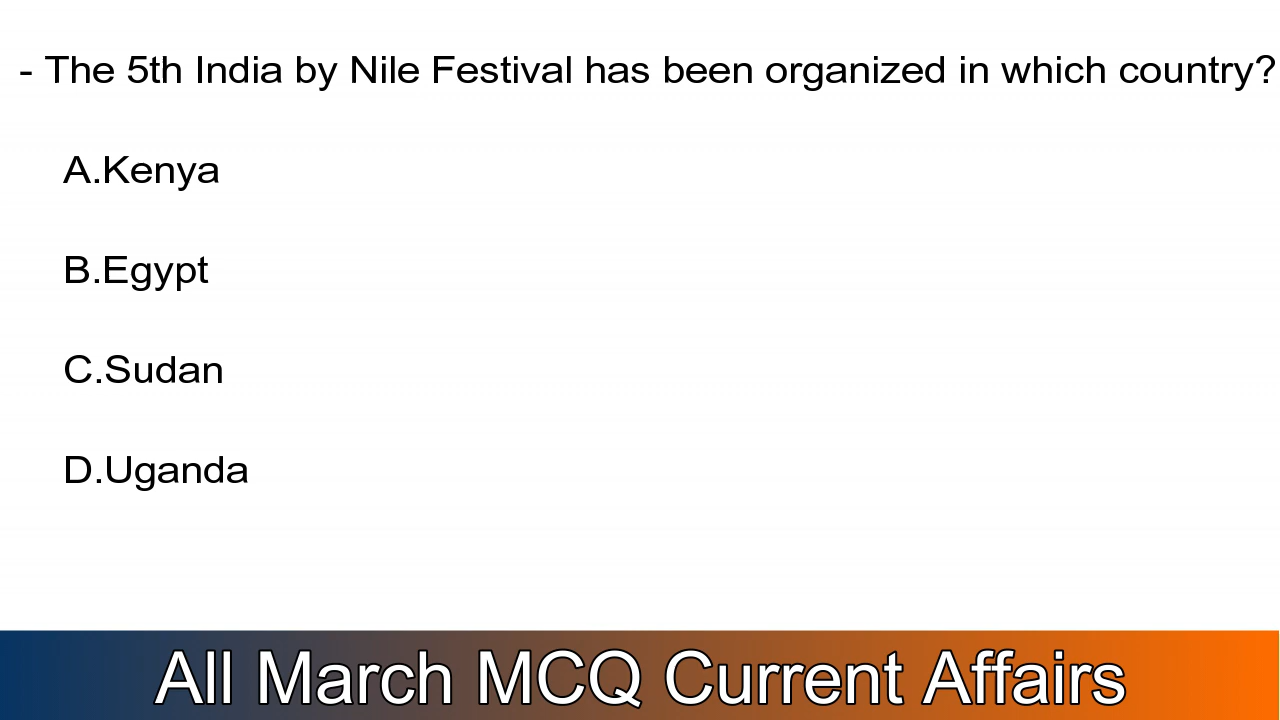 - The 5th India by Nile Festival has been organized in which country?
A.Kenya
B.Egypt
C.Sudan
D.Uganda
All March MCQ Current Affairs